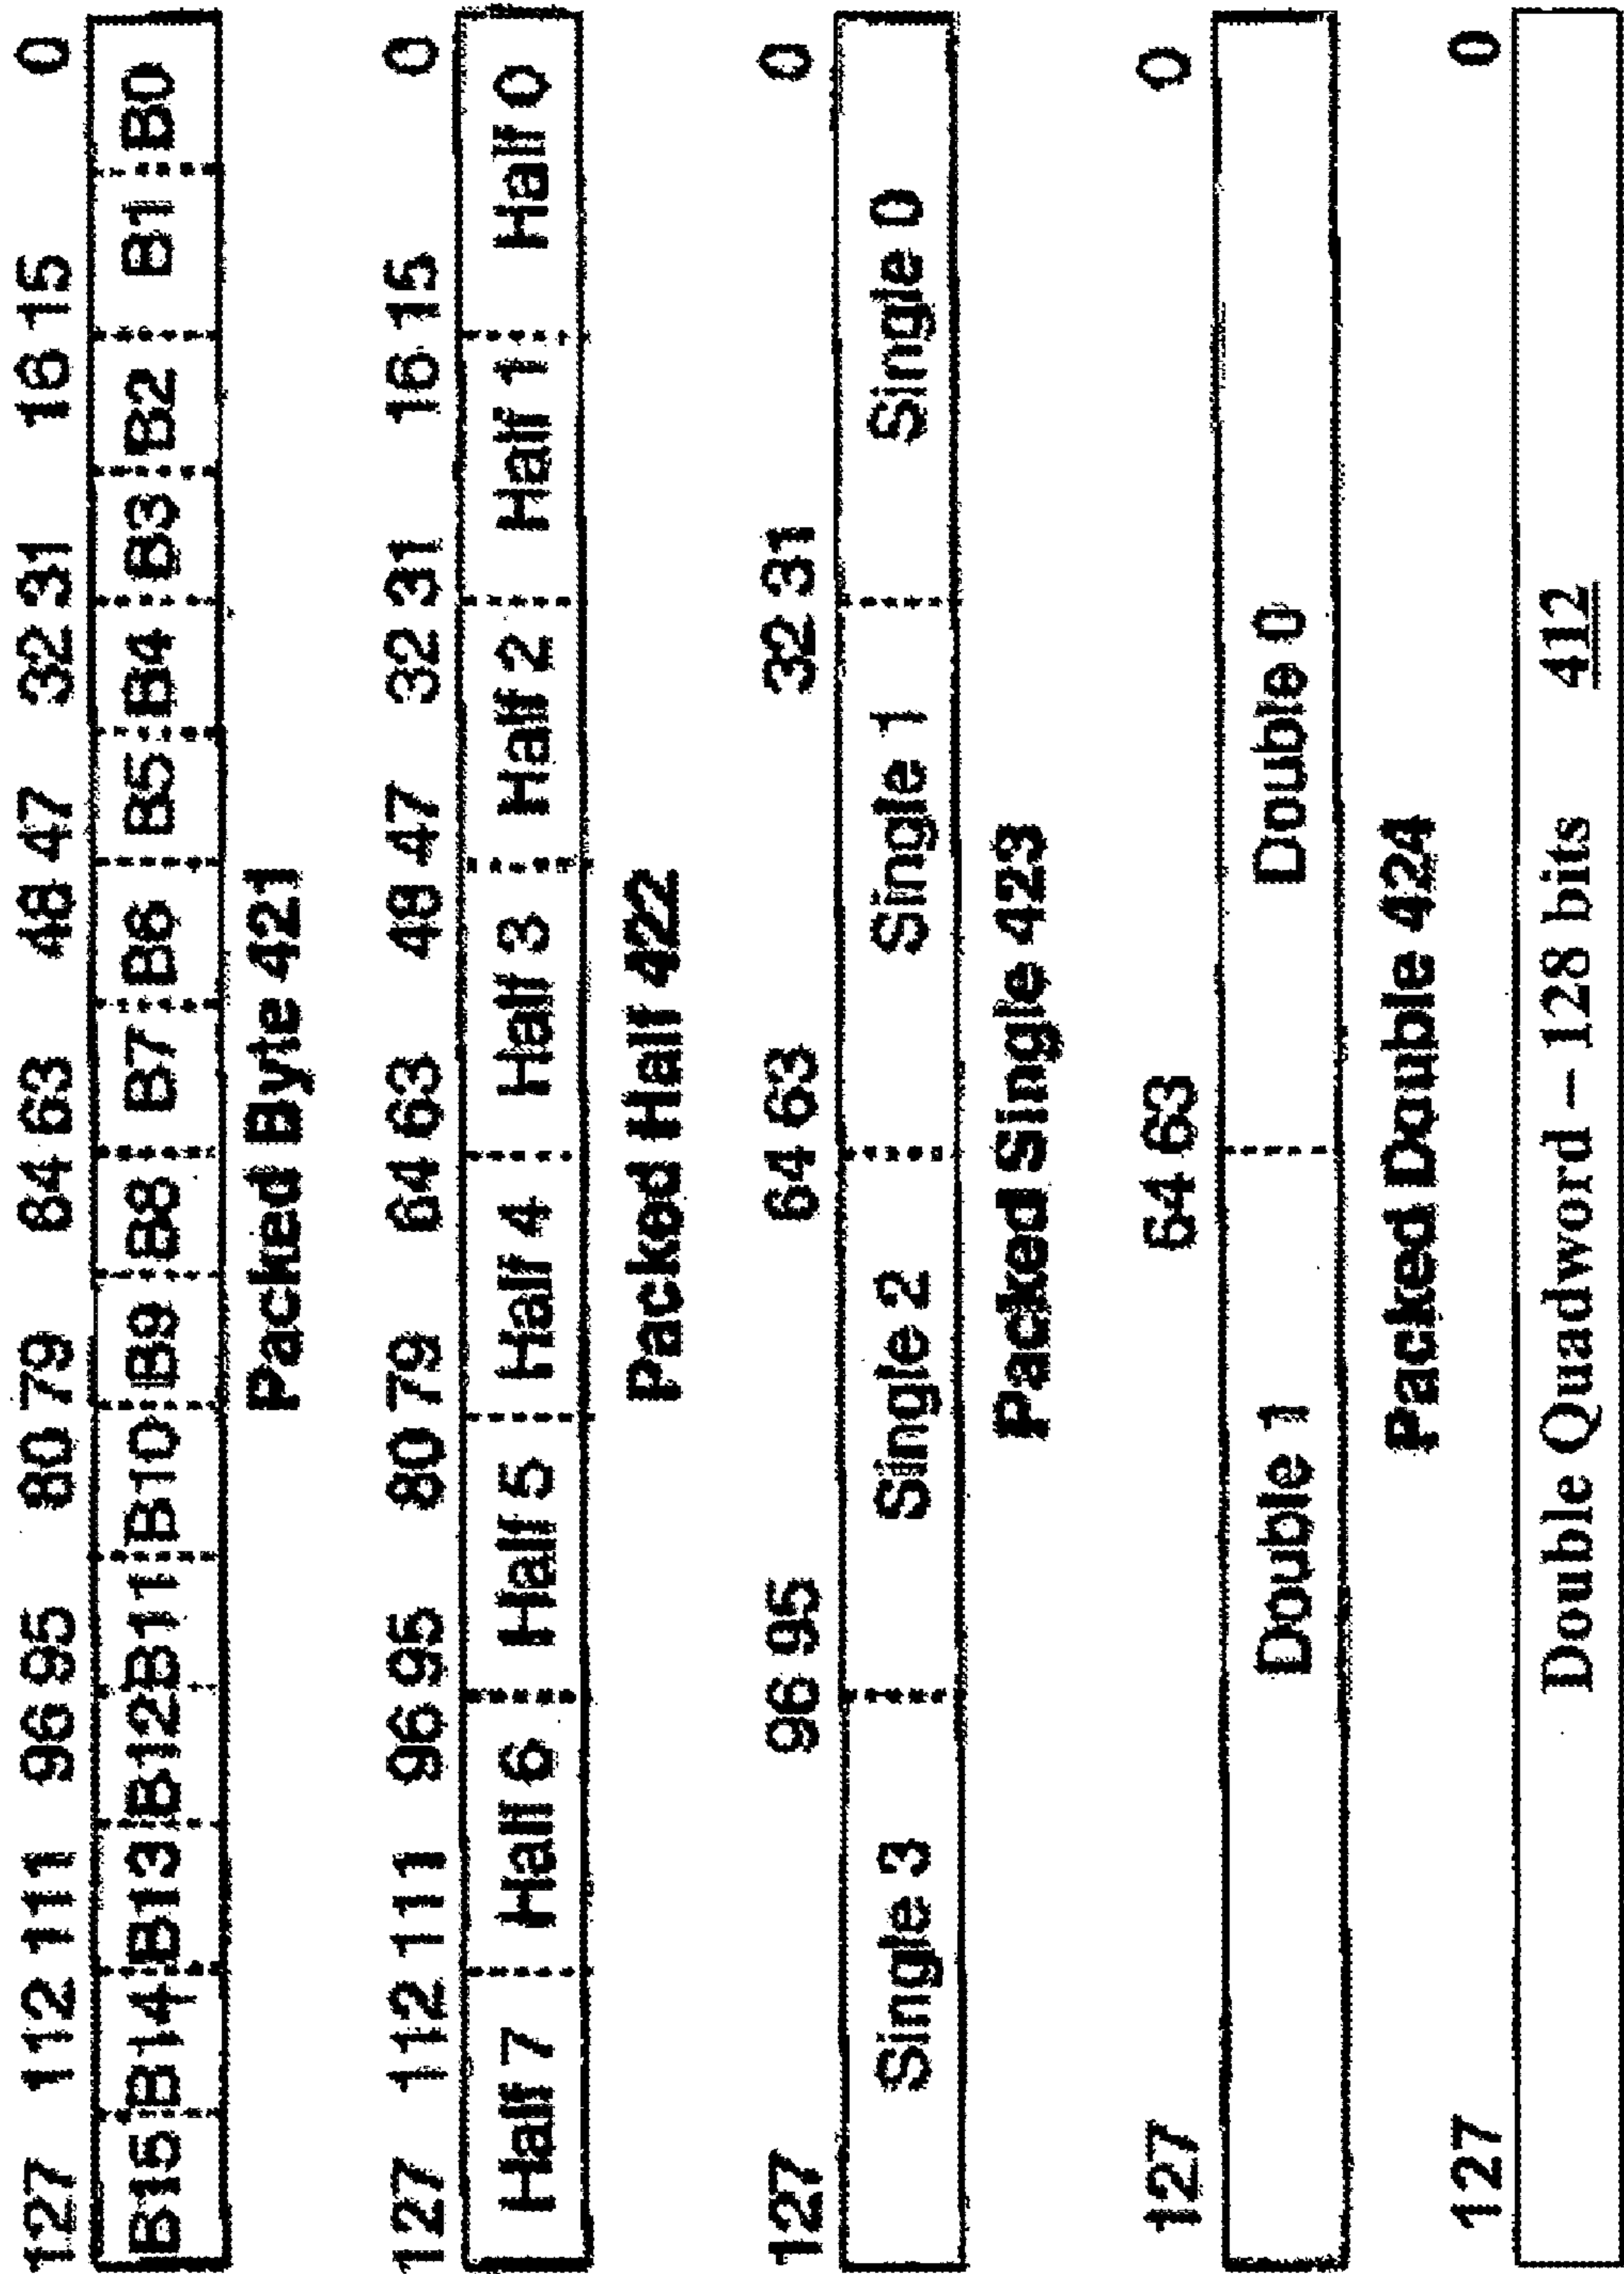 127 112 111 96 95 80 79 64 63 48 47 32 31 16 15 0
B15 B14 B13 B12 B11 B10 B9 B8 B7 B6 B5 B4 B3 B2 B1 B0
Packed Byte 421
127 112 111 96 95 80 79 64 63 48 47 32 31 16 15 0
Half 7 Half 6 Half 5 Half 4 Half 3 Half 2 Half 1 Half 0
Packed Half 422
127 96 95 64 63 32 31 0
Single 3 Single 2 Single 1 Single 0
Packed Single 423
127 64 63 0
Double 1 Double 0
Packed Double 424
127 0
Double Quadword – 128 bits 412